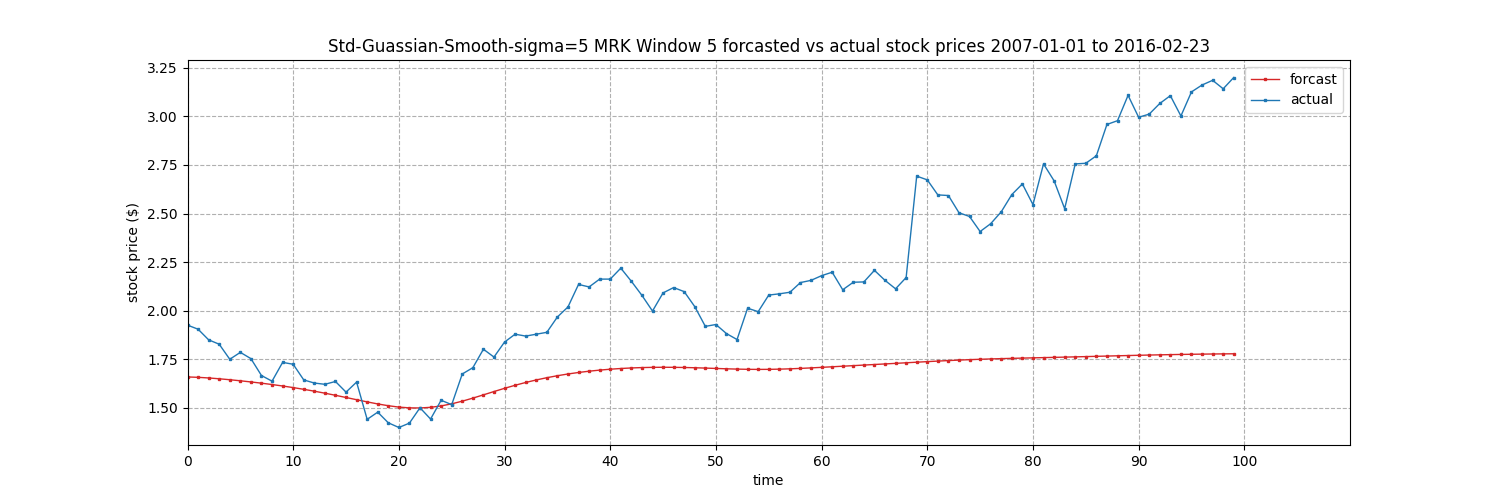 Std-Guassian-Smooth-sigma=5 MRK Window 5 forcasted vs actual stock prices 2007-01-01 to 2016-02-23
forcast
actual
3.25
3.00
2.75
2.50
2.25
2.00
1.75
1.50
stock price ($)
0 10 20 30 40 50 60 70 80 90 100
time